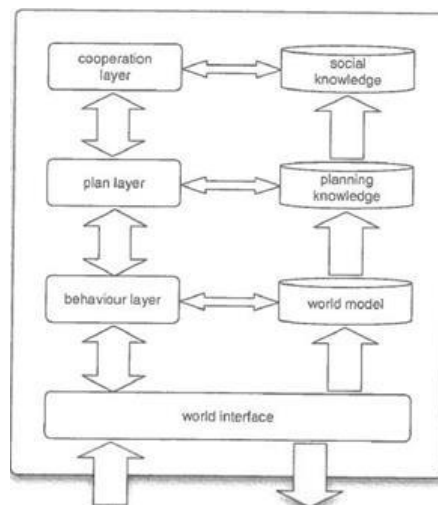 cooperation
layer
social
knowledge
plan layer
planning
knowledge
behaviour layer
world model
world interface